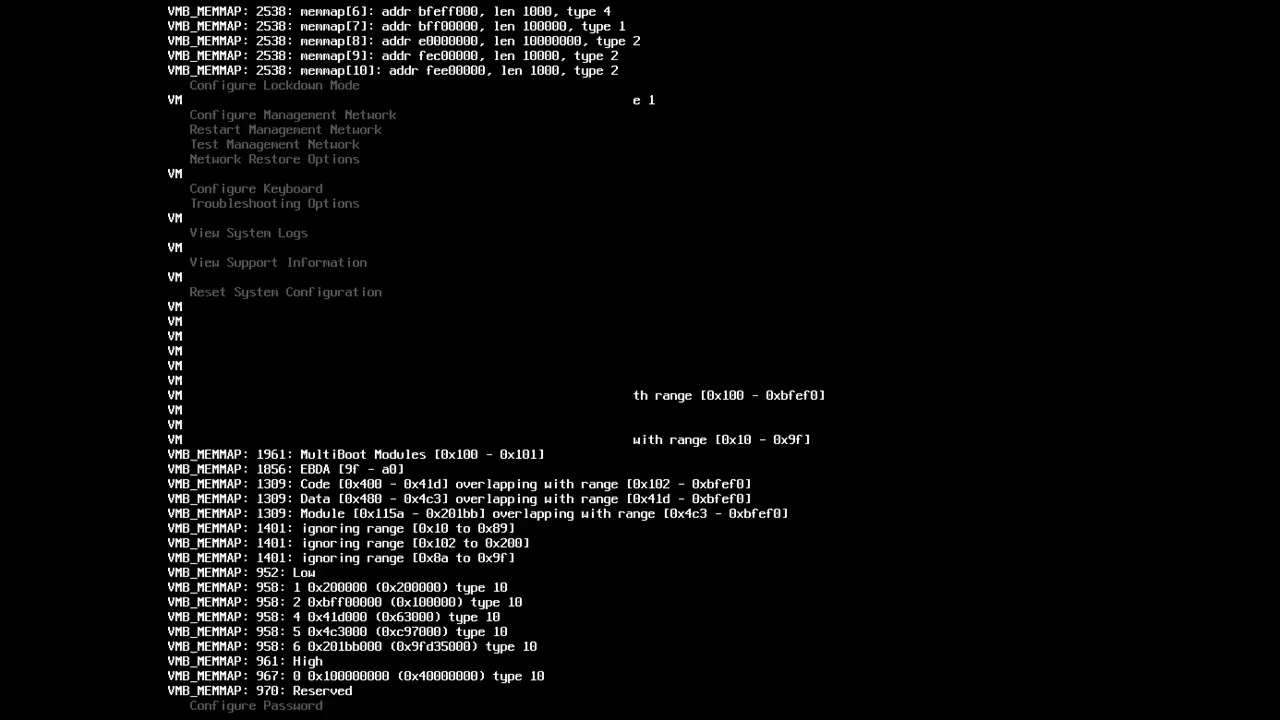 VMB_MEMMAP: 2538: memmap[6]: addr bfeff000, len 1000, type 4
VMB_MEMMAP: 2538: memmap[7]: addr bff00000, len 100000, type 1
VMB_MEMMAP: 2538: memmap[8]: addr e0000000, len 10000000, type 2
VMB_MEMMAP: 2538: memmap[9]: addr fec00000, len 10000, type 2
VMB_MEMMAP: 2538: memmap[10]: addr fee00000, len 1000, type 2
Configure Lockdown Mode
VM e 1
Configure Management Network
Restart Management Network
Test Management Network
Network Restore Options
VM
Configure Keyboard
Troubleshooting Options
VM
View System Logs
VM
View Support Information
VM
Reset System Configuration
VM
VM
VM
VM
VM
VM
VM th range [0x100 - 0xbfef0]
VM
VM
VM with range [0x10 - 0x9f]
VMB_MEMMAP: 1961: MultiBoot Modules [0x100 - 0x101]
VMB_MEMMAP: 1856: EBDA [9f - a0]
VMB_MEMMAP: 1309: Code [0x400 - 0x41d] overlapping with range [0x102 - 0xbfef0]
VMB_MEMMAP: 1309: Data [0x480 - 0x4c3] overlapping with range [0x41d - 0xbfef0]
VMB_MEMMAP: 1309: Module [0x115a - 0x201bb] overlapping with range [0x4c3 - 0xbfef0]
VMB_MEMMAP: 1401: ignoring range [0x10 to 0x89]
VMB_MEMMAP: 1401: ignoring range [0x102 to 0x200]
VMB_MEMMAP: 1401: ignoring range [0x8a to 0x9f]
VMB_MEMMAP: 952: Low
VMB_MEMMAP: 958: 1 0x200000 (0x200000) type 10
VMB_MEMMAP: 958: 2 0xbff00000 (0x100000) type 10
VMB_MEMMAP: 958: 4 0x41d000 (0x63000) type 10
VMB_MEMMAP: 958: 5 0x4c3000 (0xc97000) type 10
VMB_MEMMAP: 958: 6 0x201bb000 (0x9fd35000) type 10
VMB_MEMMAP: 961: High
VMB_MEMMAP: 967: 0 0x100000000 (0x40000000) type 10
VMB_MEMMAP: 970: Reserved
Configure Password